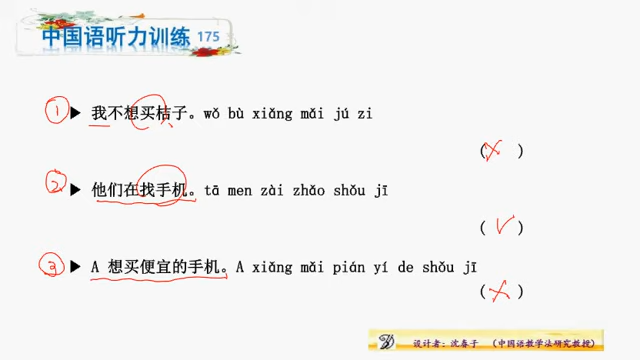 中国语听力训练 175
① ▶ 我不想买桔子。wǒ bù xiǎng mǎi jú zi
(×)
② ▶ 他们在找手机。tā men zài zhǎo shǒu jī
(√)
③ ▶ A 想买便宜的手机。A xiǎng mǎi pián yí de shǒu jī
(×)
设计者：沈春子 （中国语教学法研究教授）